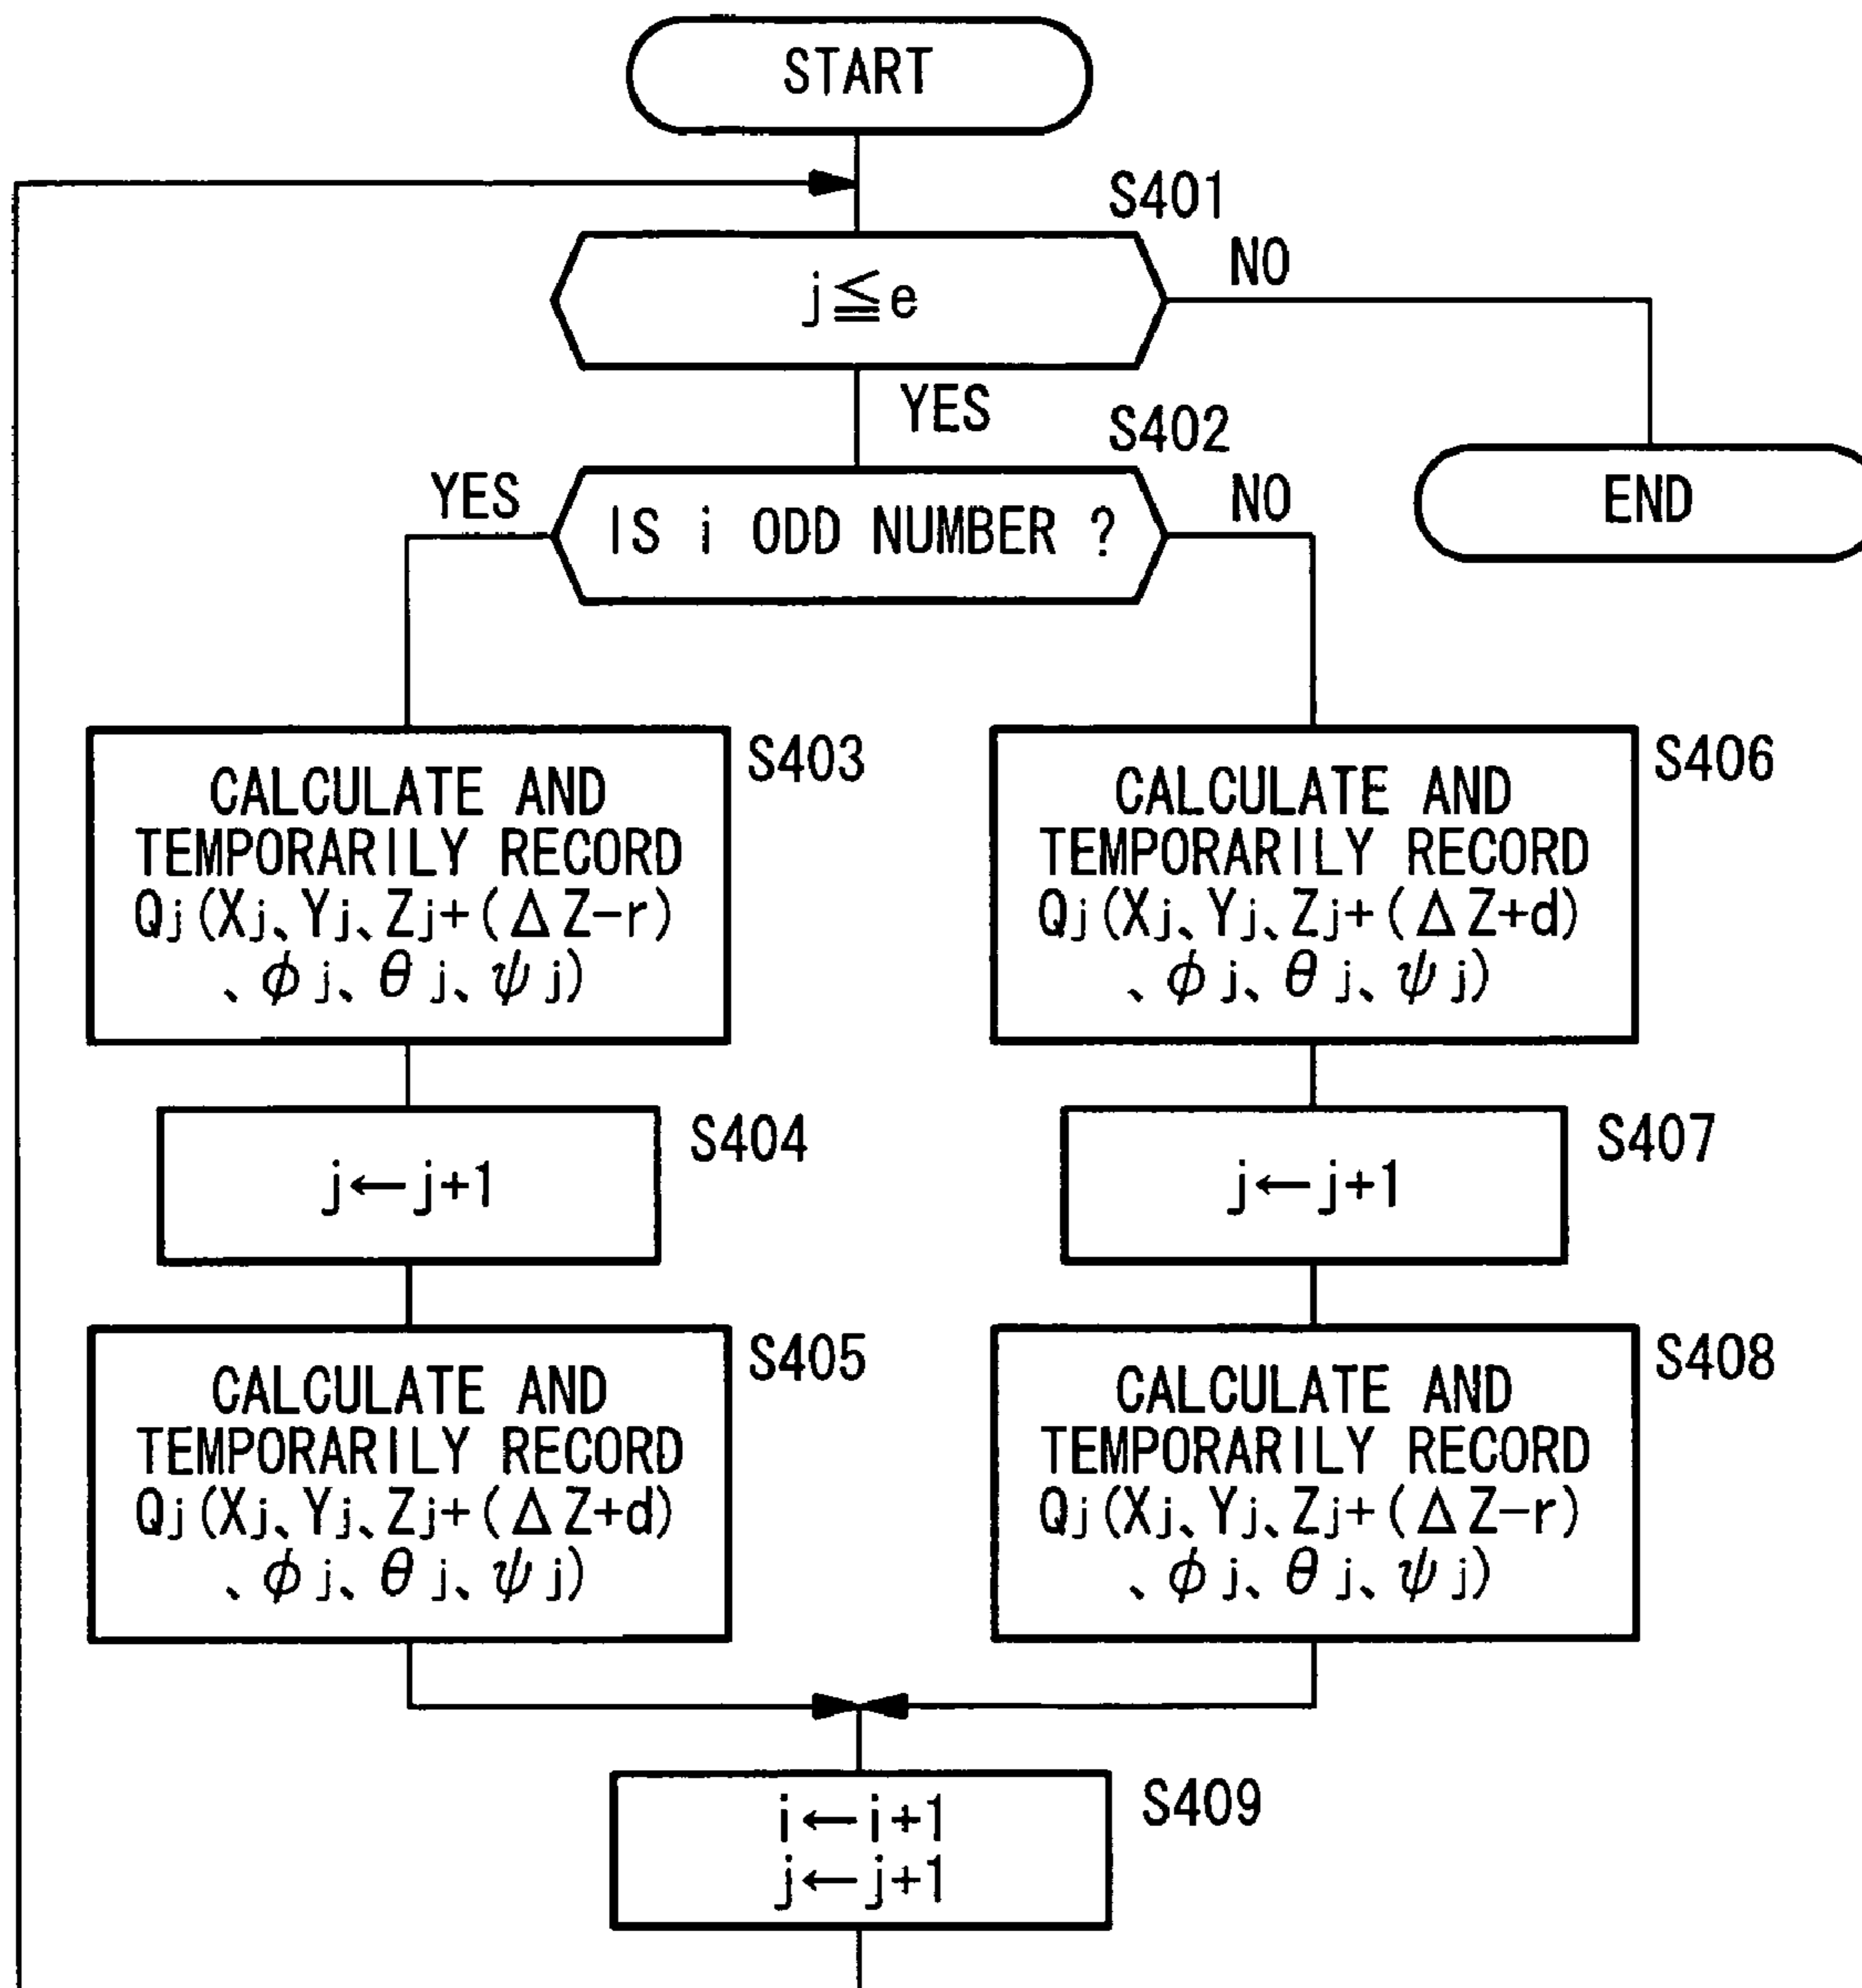 START
S401
j≦e
NO
YES
S402
YES
IS i ODD NUMBER ?
NO
END
S403
CALCULATE AND
TEMPORARILY RECORD
Qj(Xj、Yj、Zj+(ΔZ−r)
、φj、θj、ψj)
S406
CALCULATE AND
TEMPORARILY RECORD
Qj(Xj、Yj、Zj+(ΔZ+d)
、φj、θj、ψj)
S404
j←j+1
S407
j←j+1
S405
CALCULATE AND
TEMPORARILY RECORD
Qj(Xj、Yj、Zj+(ΔZ+d)
、φj、θj、ψj)
S408
CALCULATE AND
TEMPORARILY RECORD
Qj(Xj、Yj、Zj+(ΔZ−r)
、φj、θj、ψj)
S409
i←i+1
j←j+1